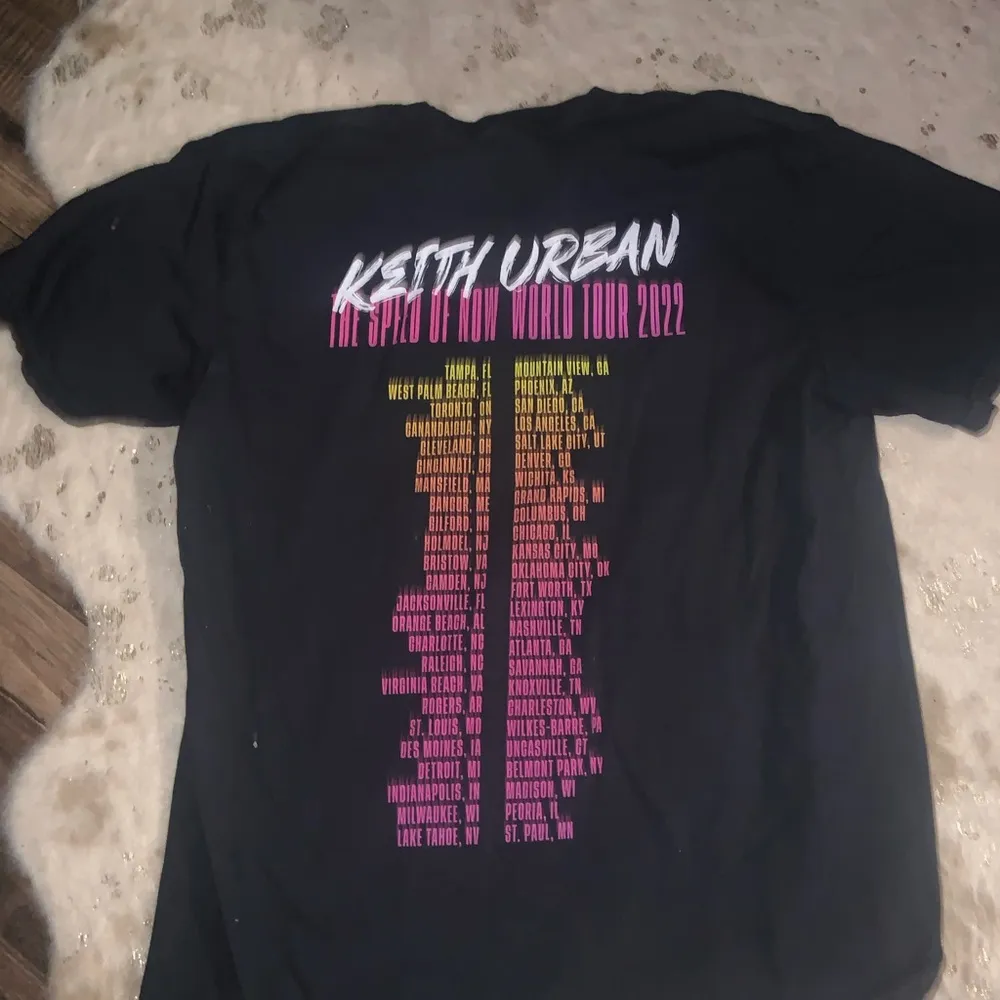 KEITH URBAN
THE SPEED OF NOW WORLD TOUR 2022
TAMPA, FL
WEST PALM BEACH, FL
TORONTO, ON
CANANDAIGUA, NY
CLEVELAND, OH
CINCINNATI, OH
MANSFIELD, MA
BANGOR, ME
GILFORD, NH
HOLMDEL, NJ
BRISTOW, VA
CAMDEN, NJ
JACKSONVILLE, FL
ORANGE BEACH, AL
CHARLOTTE, NC
RALEIGH, NC
VIRGINIA BEACH, VA
ROGERS, AR
ST. LOUIS, MO
DES MOINES, IA
DETROIT, MI
INDIANAPOLIS, IN
MILWAUKEE, WI
LAKE TAHOE, NV
MOUNTAIN VIEW, CA
PHOENIX, AZ
SAN DIEGO, CA
LOS ANGELES, CA
SALT LAKE CITY, UT
DENVER, CO
WICHITA, KS
GRAND RAPIDS, MI
COLUMBUS, OH
CHICAGO, IL
KANSAS CITY, MO
OKLAHOMA CITY, OK
FORT WORTH, TX
LEXINGTON, KY
NASHVILLE, TN
ATLANTA, GA
SAVANNAH, GA
KNOXVILLE, TN
CHARLESTON, WV
WILKES-BARRE, PA
UNCASVILLE, CT
BELMONT PARK, NY
MADISON, WI
PEORIA, IL
ST. PAUL, MN